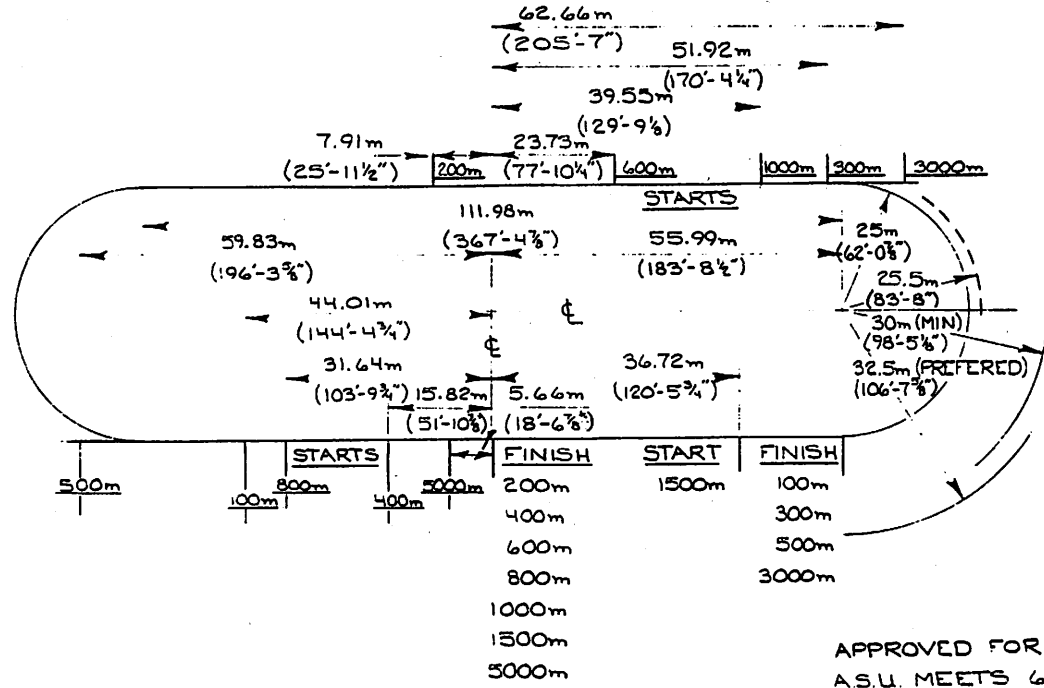 62.66m
(205'-7")
51.92m
(170'-4¼")
39.55m
(129'-9⅛)
7.91m
(25'-11½")
23.73m
(77'-10¼")
200m
600m
1000m
300m
3000m
STARTS
111.98m
(367'-4⅞")
59.83m
(196'-3⅝")
55.99m
(183'-8½")
25m
(62'-0⅞")
25.5m
(83'-8")
44.01m
(144'-4¾")
℄
℄
30m (MIN)
(98'-5⅛")
32.5m (PREFERED)
(106'-7⅝")
31.64m
(103'-9¾")
36.72m
(120'-5¾")
15.82m
(51'-10⅞")
5.66m
(18'-6⅞")
STARTS
FINISH
START
FINISH
500m
100m
800m
400m
5000m
200m
400m
600m
800m
1000m
1500m
5000m
1500m
100m
300m
500m
3000m
APPROVED FOR
A.S.U. MEETS